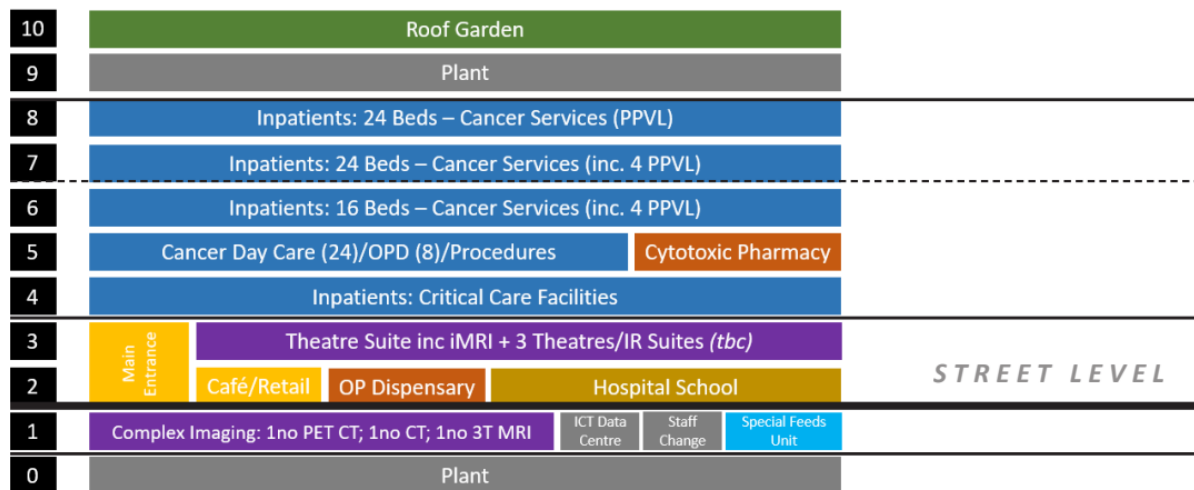 10
Roof Garden
9
Plant
8
Inpatients: 24 Beds – Cancer Services (PPVL)
7
Inpatients: 24 Beds – Cancer Services (inc. 4 PPVL)
6
Inpatients: 16 Beds – Cancer Services (inc. 4 PPVL)
5
Cancer Day Care (24)/OPD (8)/Procedures
Cytotoxic Pharmacy
4
Inpatients: Critical Care Facilities
3
Main
Entrance
Theatre Suite inc iMRI + 3 Theatres/IR Suites (tbc)
2
Café/Retail
OP Dispensary
Hospital School
STREET LEVEL
1
Complex Imaging: 1no PET CT; 1no CT; 1no 3T MRI
ICT Data
Centre
Staff
Change
Special Feeds
Unit
0
Plant